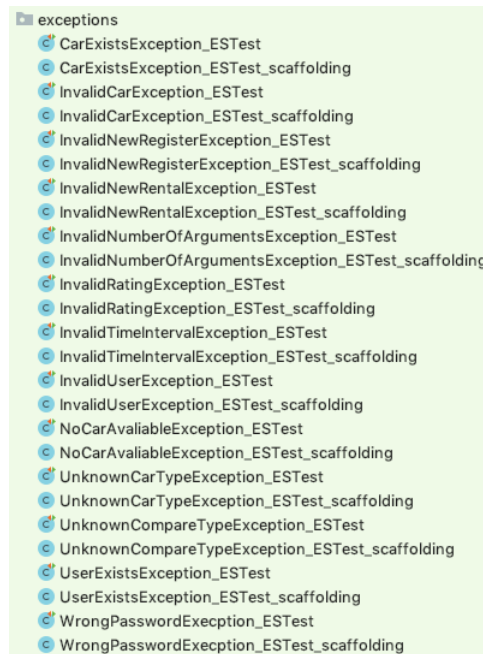 exceptions
CarExistsException_ESTest
CarExistsException_ESTest_scaffolding
InvalidCarException_ESTest
InvalidCarException_ESTest_scaffolding
InvalidNewRegisterException_ESTest
InvalidNewRegisterException_ESTest_scaffolding
InvalidNewRentalException_ESTest
InvalidNewRentalException_ESTest_scaffolding
InvalidNumberOfArgumentsException_ESTest
InvalidNumberOfArgumentsException_ESTest_scaffolding
InvalidRatingException_ESTest
InvalidRatingException_ESTest_scaffolding
InvalidTimeIntervalException_ESTest
InvalidTimeIntervalException_ESTest_scaffolding
InvalidUserException_ESTest
InvalidUserException_ESTest_scaffolding
NoCarAvaliableException_ESTest
NoCarAvaliableException_ESTest_scaffolding
UnknownCarTypeException_ESTest
UnknownCarTypeException_ESTest_scaffolding
UnknownCompareTypeException_ESTest
UnknownCompareTypeException_ESTest_scaffolding
UserExistsException_ESTest
UserExistsException_ESTest_scaffolding
WrongPasswordExecption_ESTest
WrongPasswordExecption_ESTest_scaffolding